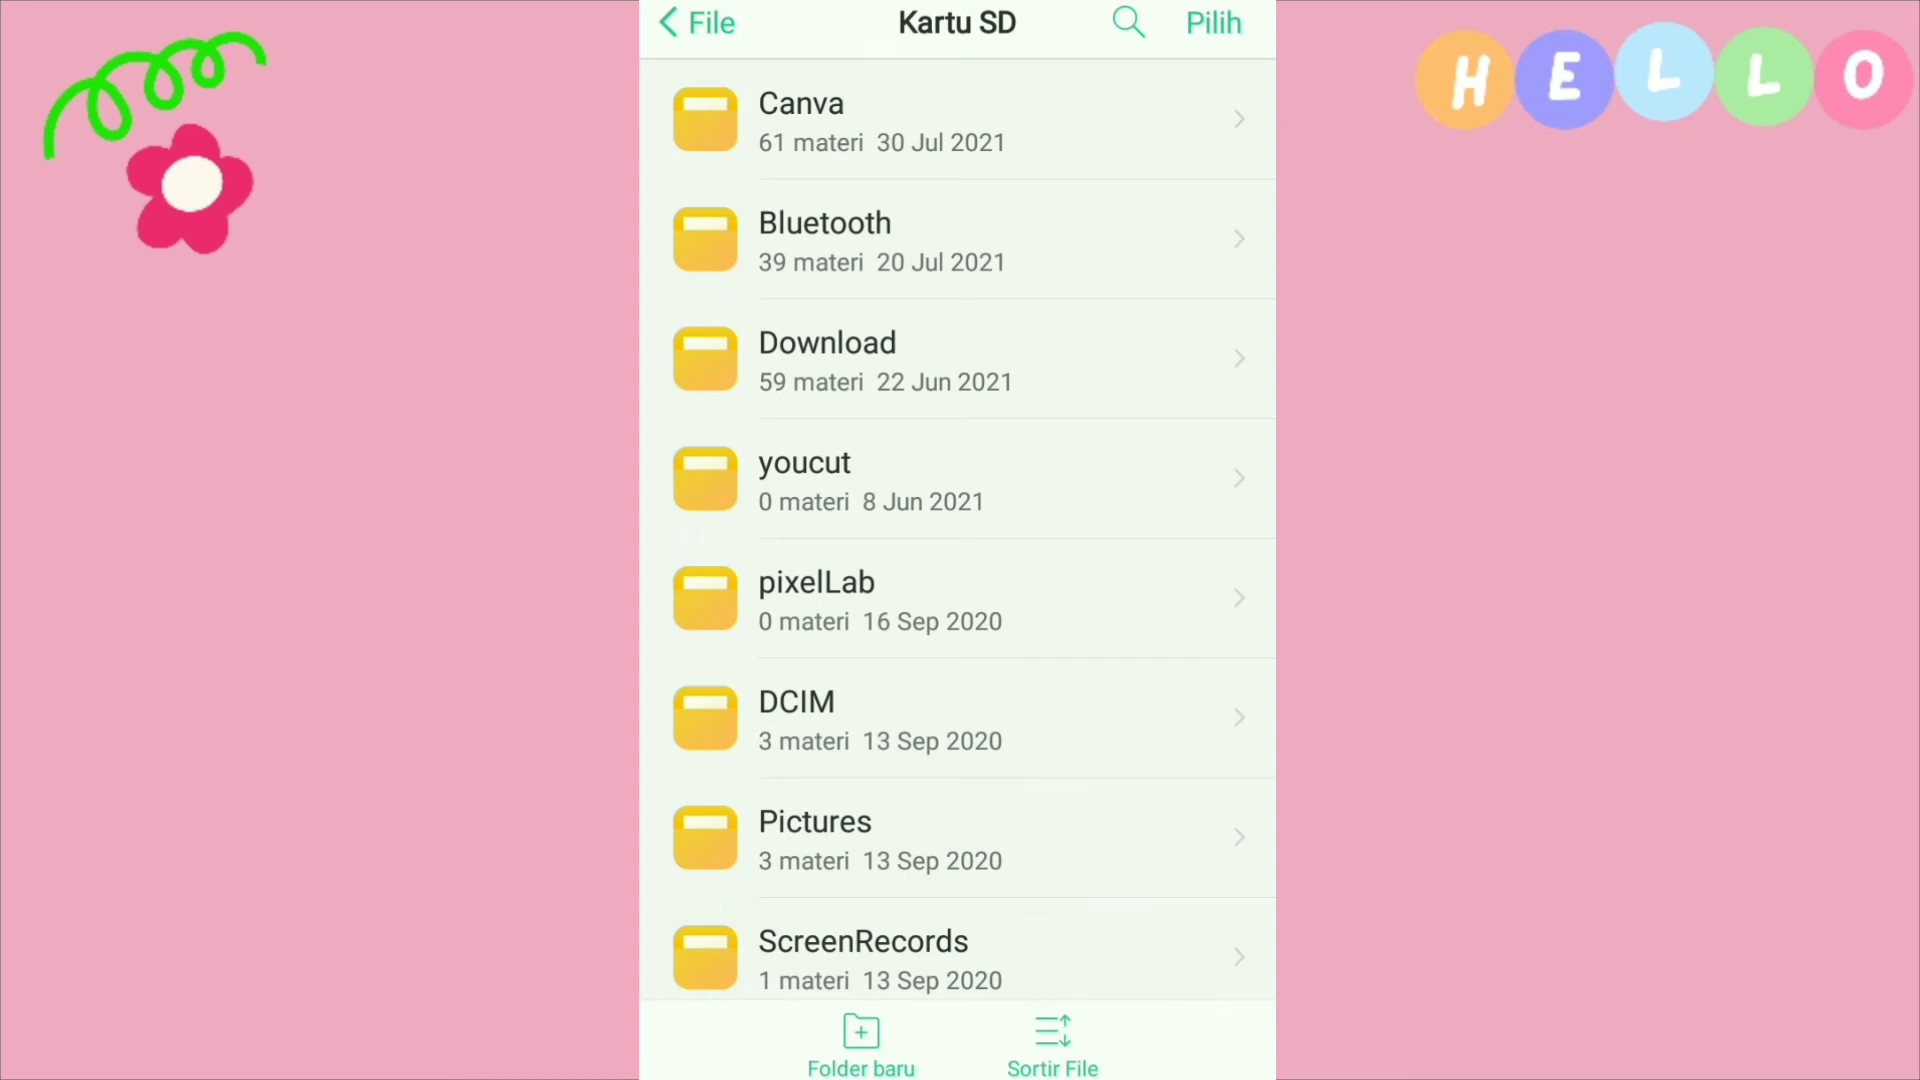 File
Kartu SD
Pilih
HELLO
Canva
61 materi 30 Jul 2021
Bluetooth
39 materi 20 Jul 2021
Download
59 materi 22 Jun 2021
youcut
0 materi 8 Jun 2021
pixelLab
0 materi 16 Sep 2020
DCIM
3 materi 13 Sep 2020
Pictures
3 materi 13 Sep 2020
ScreenRecords
1 materi 13 Sep 2020
Folder baru
Sortir File